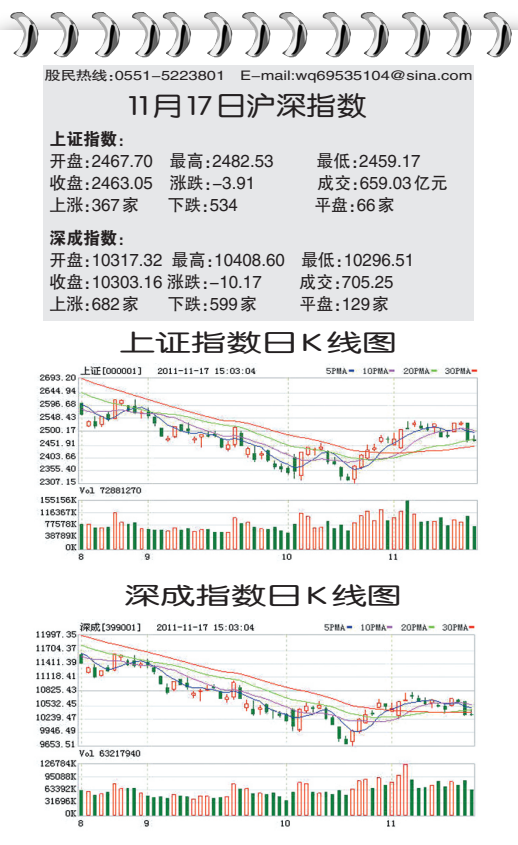 股民热线:0551-5223801 E-mail:wq69535104@sina.com
11月17日沪深指数
上证指数:
开盘:2467.70 最高:2482.53 最低:2459.17
收盘:2463.05 涨跌:-3.91 成交:659.03亿元
上涨:367家 下跌:534 平盘:66家
深成指数:
开盘:10317.32 最高:10408.60 最低:10296.51
收盘:10303.16 涨跌:-10.17 成交:705.25
上涨:682家 下跌:599家 平盘:129家
上证指数日K线图
上证[000001] 2011-11-17 15:03:04 5PMA 10PMA 20PMA 30PMA
2693.20
2644.94
2596.68
2548.43
2500.17
2451.91
2403.66
2355.40
2307.15
Vol 72881270
155156K
116367K
77578K
38789K
0K
8 9 10 11
深成指数日K线图
深成[399001] 2011-11-17 15:03:04 5PMA 10PMA 20PMA 30PMA
11997.35
11704.37
11411.39
11118.41
10825.43
10532.45
10239.47
9946.49
9653.51
Vol 63217940
126784K
95088K
63392K
31696K
0K
8 9 10 11